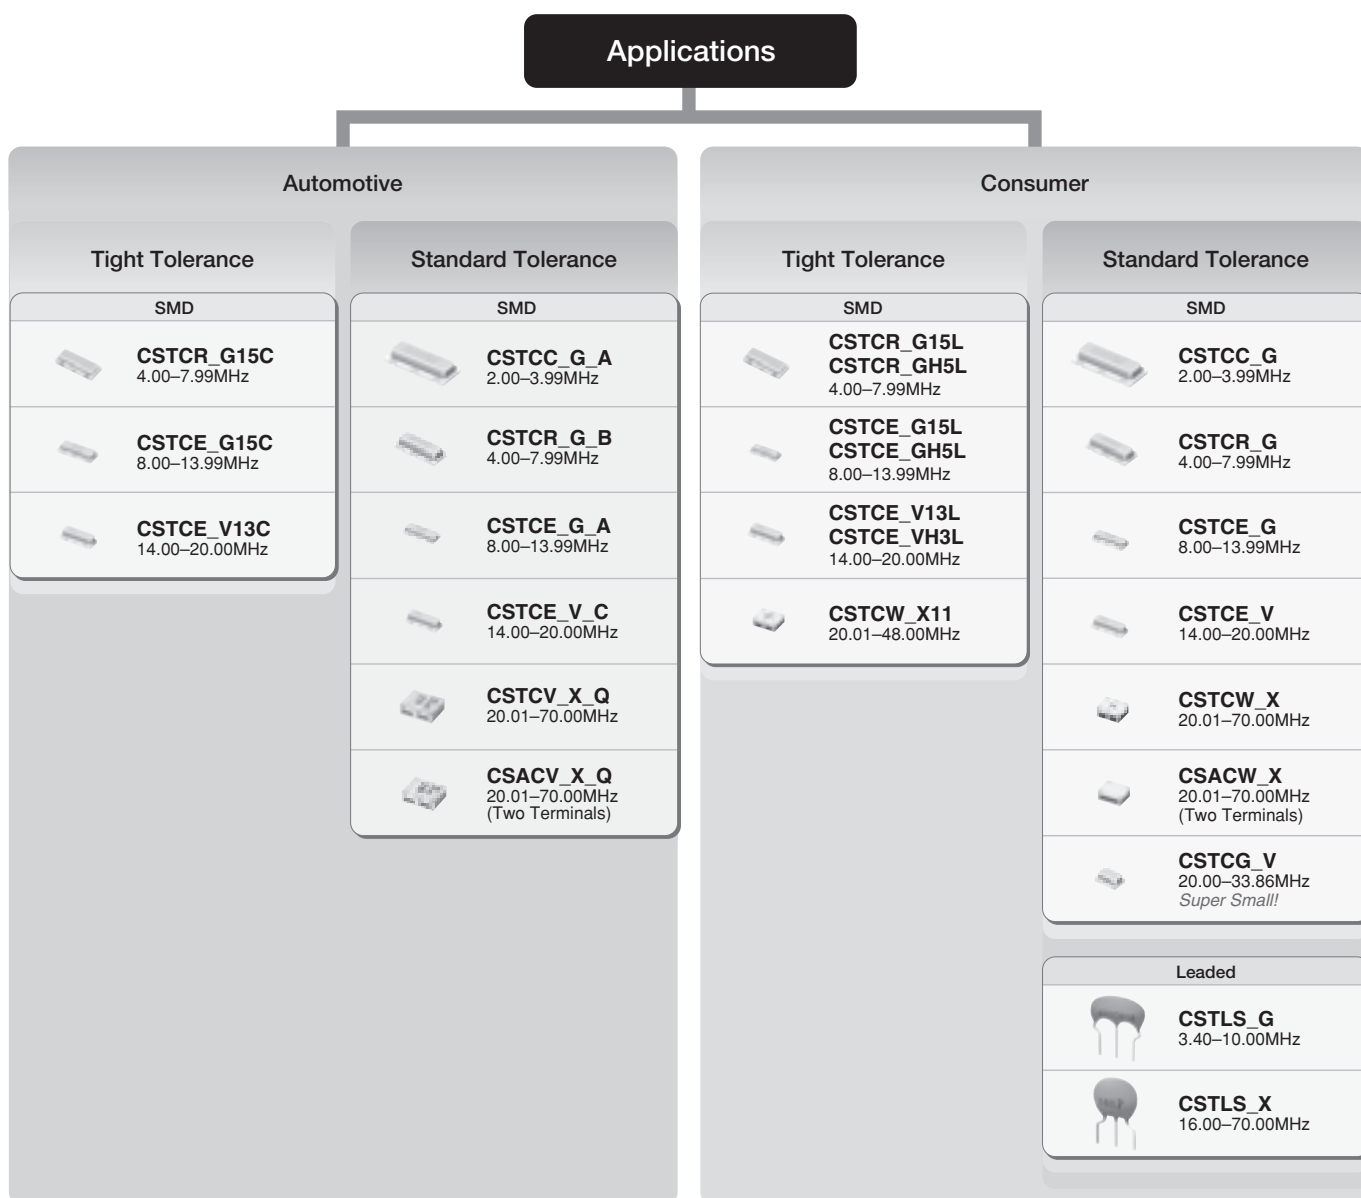 Applications
Automotive
Tight Tolerance
SMD
CSTCR_G15C
4.00–7.99MHz
CSTCE_G15C
8.00–13.99MHz
CSTCE_V13C
14.00–20.00MHz
Standard Tolerance
SMD
CSTCC_G_A
2.00–3.99MHz
CSTCR_G_B
4.00–7.99MHz
CSTCE_G_A
8.00–13.99MHz
CSTCE_V_C
14.00–20.00MHz
CSTCV_X_Q
20.01–70.00MHz
CSACV_X_Q
20.01–70.00MHz
(Two Terminals)
Consumer
Tight Tolerance
SMD
CSTCR_G15L
CSTCR_GH5L
4.00–7.99MHz
CSTCE_G15L
CSTCE_GH5L
8.00–13.99MHz
CSTCE_V13L
CSTCE_VH3L
14.00–20.00MHz
CSTCW_X11
20.01–48.00MHz
Standard Tolerance
SMD
CSTCC_G
2.00–3.99MHz
CSTCR_G
4.00–7.99MHz
CSTCE_G
8.00–13.99MHz
CSTCE_V
14.00–20.00MHz
CSTCW_X
20.01–70.00MHz
CSACW_X
20.01–70.00MHz
(Two Terminals)
CSTCG_V
20.00–33.86MHz
Super Small!
Leaded
CSTLS_G
3.40–10.00MHz
CSTLS_X
16.00–70.00MHz